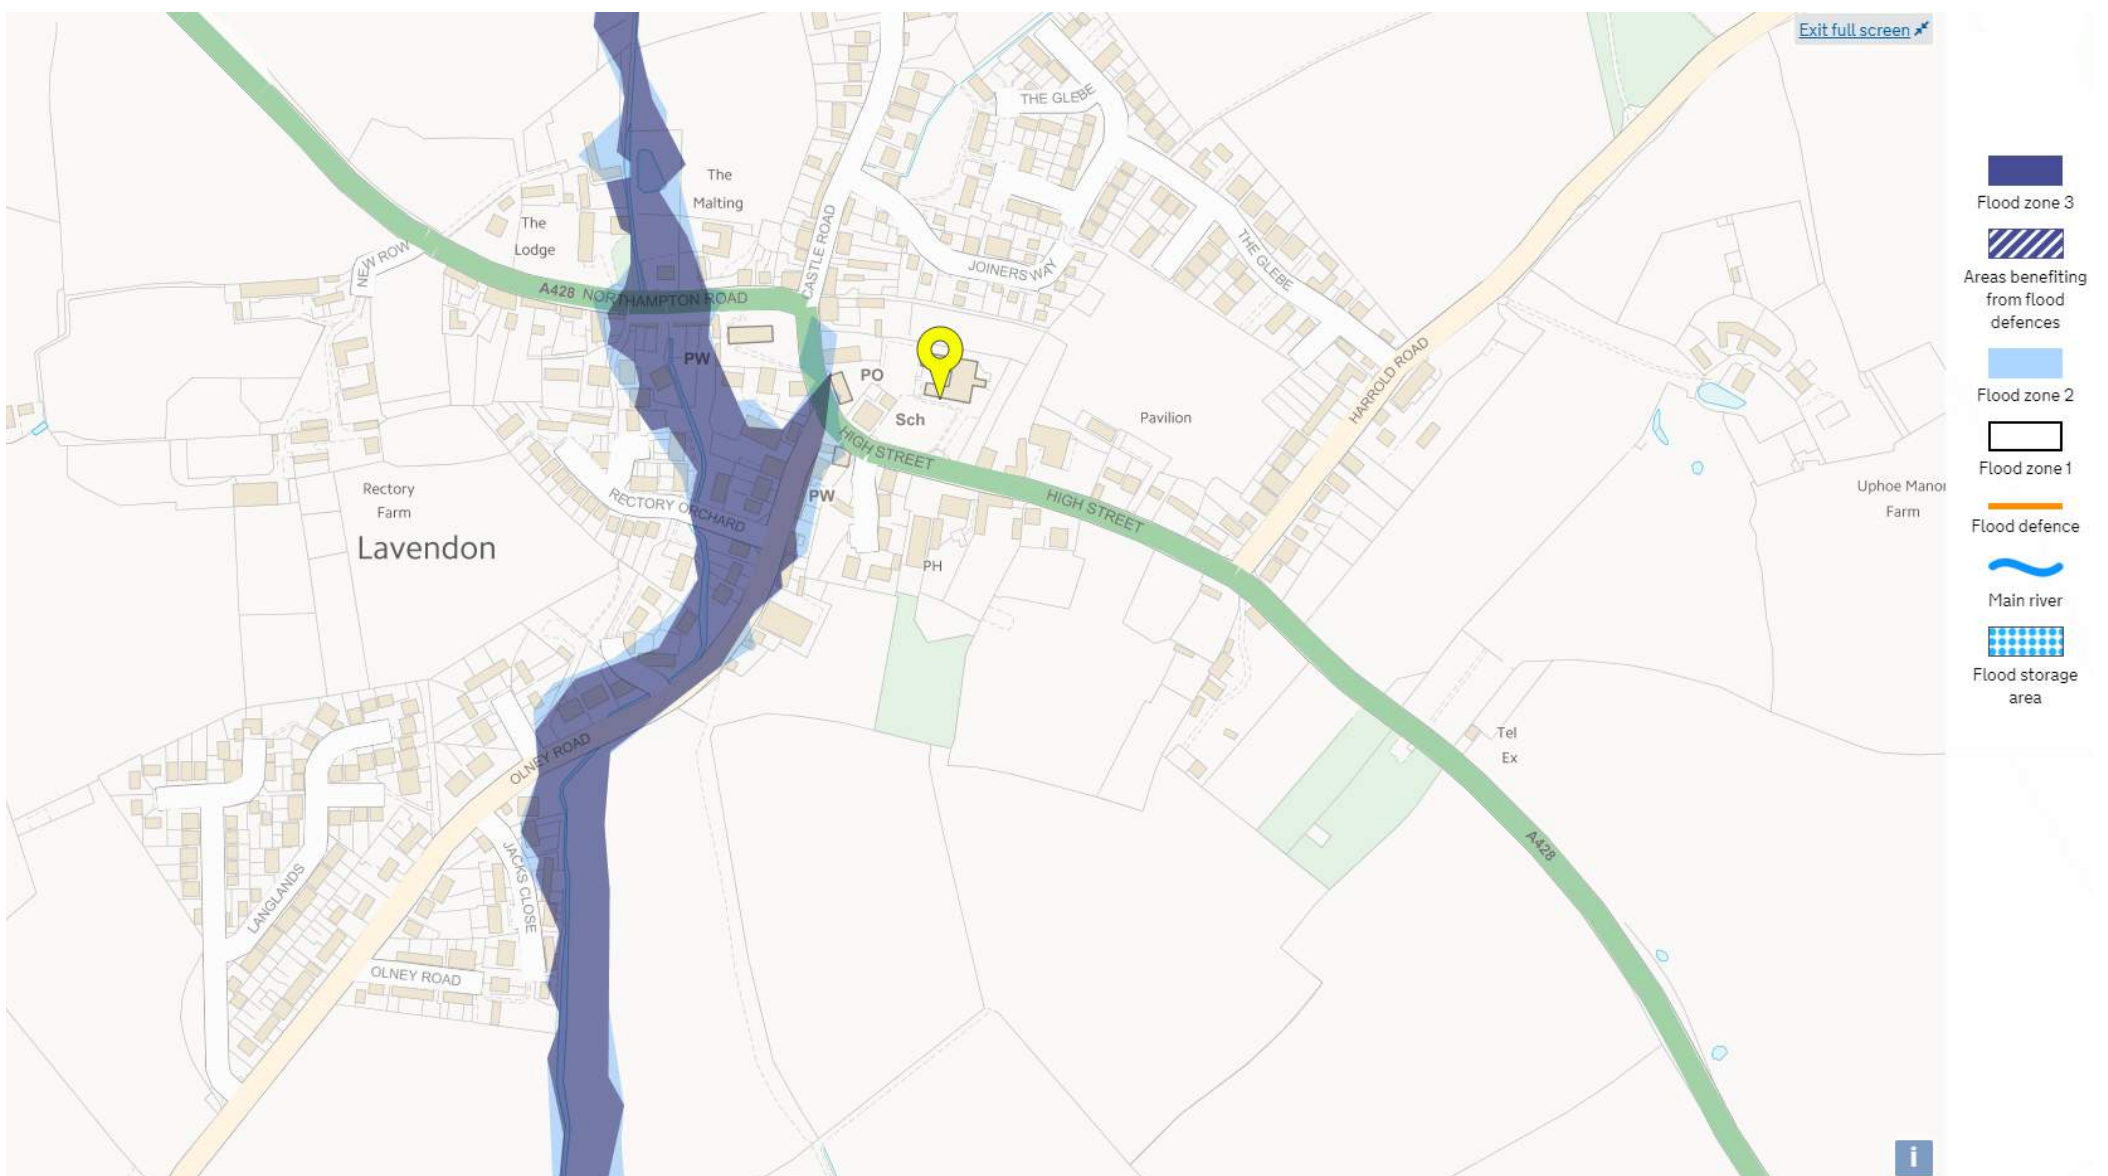 Exit full screen
THE GLEBE
The
Malting
The
Lodge
NEW ROW
CASTLE ROAD
JOINERS WAY
THE GLEBE
A428 NORTHAMPTON ROAD
PW
PO
Sch
Pavilion
HARROLD ROAD
HIGH STREET
HIGH STREET
PW
RECTORY ORCHARD
Rectory
Farm
Lavendon
PH
Uphoe Manor
Farm
Tel
Ex
OLNEY ROAD
JACKS CLOSE
LANGLANDS
OLNEY ROAD
A428
i
Flood zone 3
Areas benefiting
from flood
defences
Flood zone 2
Flood zone 1
Flood defence
Main river
Flood storage
area